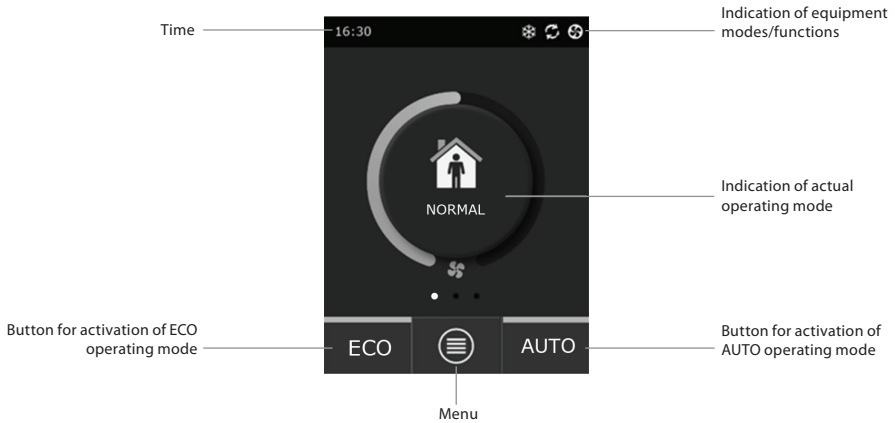 Indication of equipment
modes/functions
Time
16:30
NORMAL
Indication of actual
operating mode
Button for activation of ECO
operating mode
ECO
AUTO
Button for activation of
AUTO operating mode
Menu